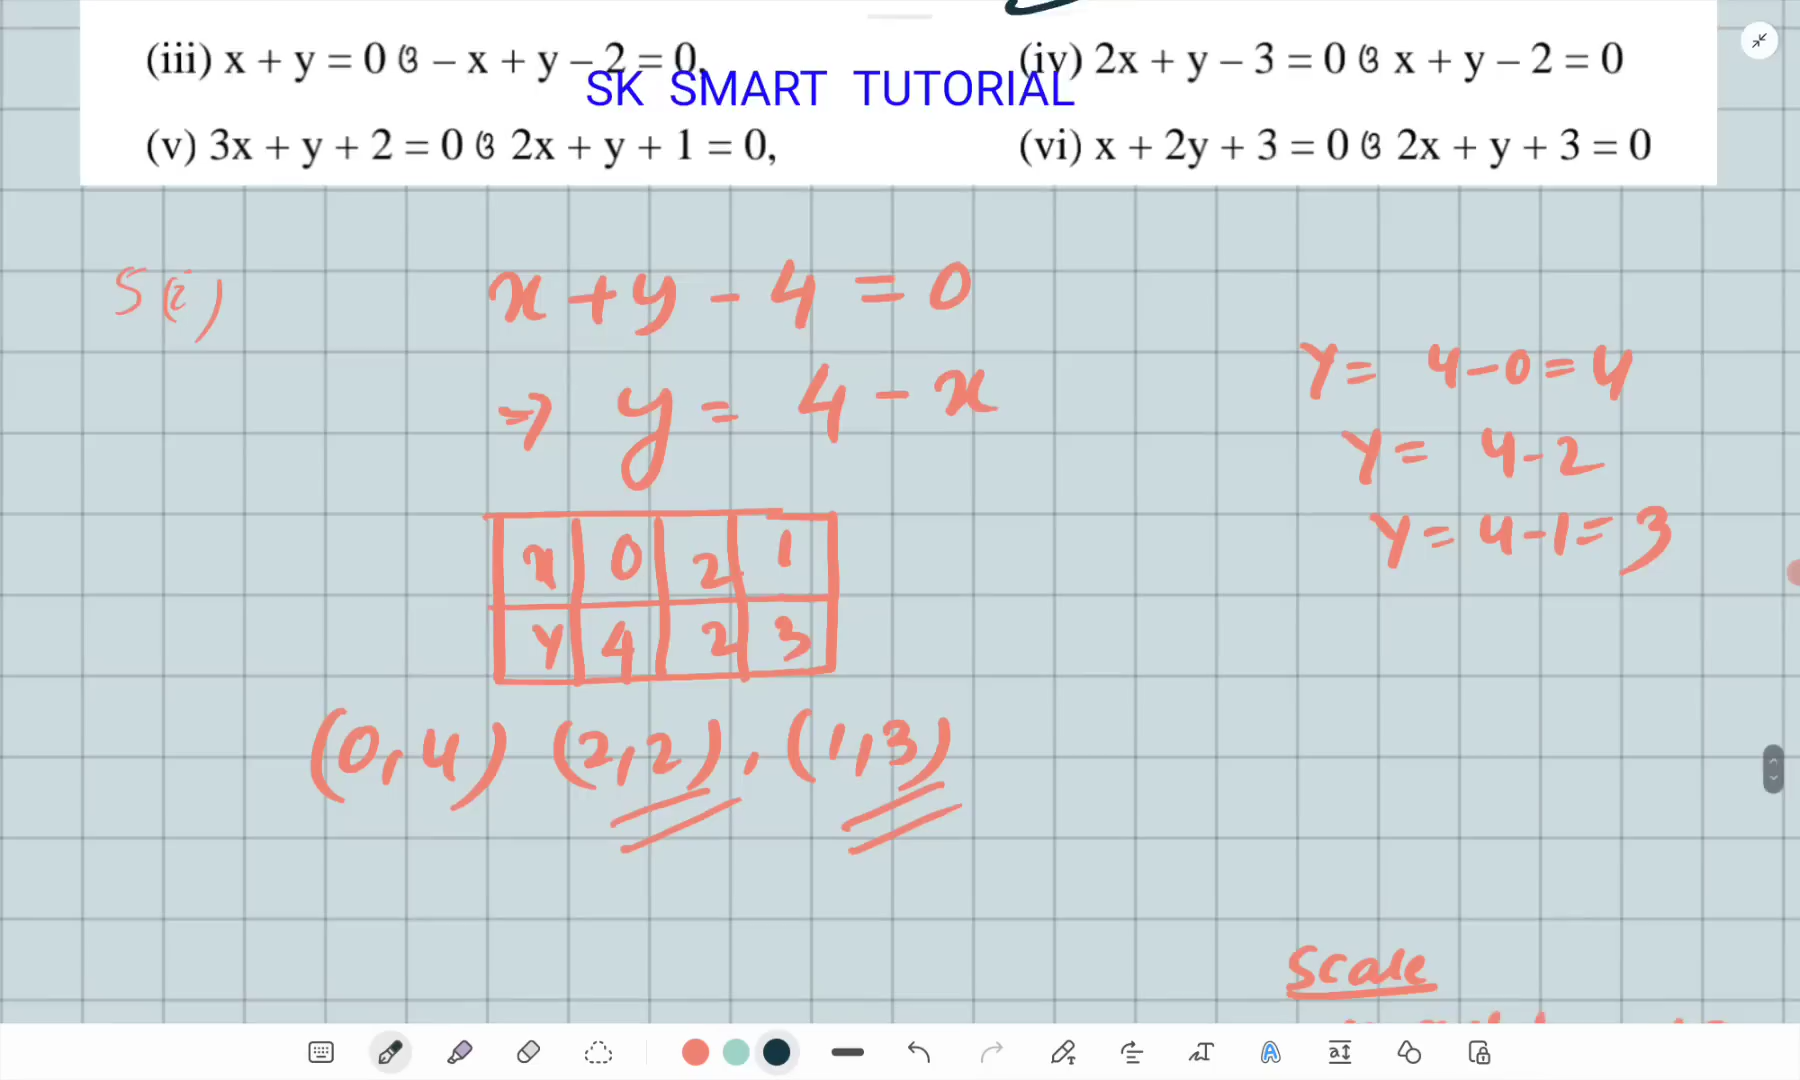 (iii) x + y = 0 ও – x + y – 2 = 0,
(iv) 2x + y – 3 = 0 ও x + y – 2 = 0
SK SMART TUTORIAL
(v) 3x + y + 2 = 0 ও 2x + y + 1 = 0,
(vi) x + 2y + 3 = 0 ও 2x + y + 3 = 0
5(i)
x + y - 4 = 0
⇒ y = 4 - x
x 0 2 1
y 4 2 3
(0, 4) (2, 2), (1, 3)
y = 4 - 0 = 4
y = 4 - 2
y = 4 - 1 = 3
Scale